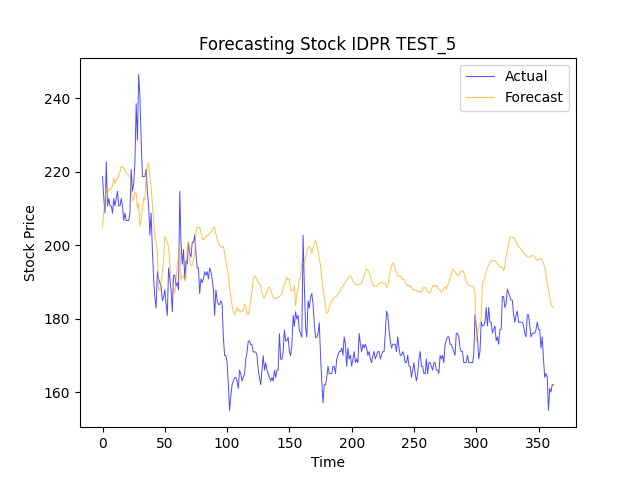 Forecasting Stock IDPR TEST_5
Actual
Forecast
240
220
200
180
160
Stock Price
0 50 100 150 200 250 300 350
Time